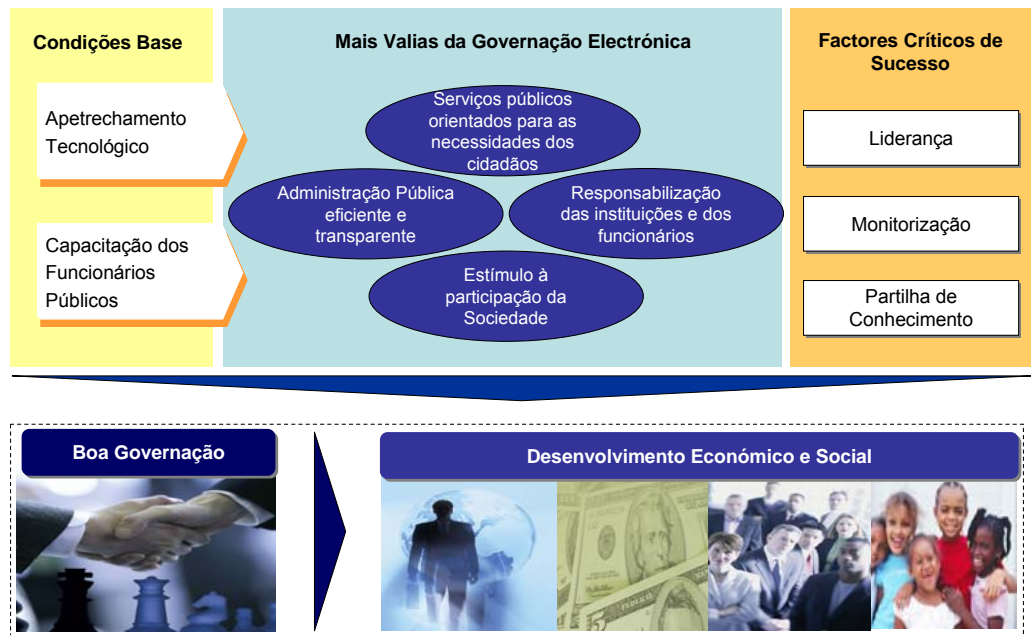 Condições Base
Apetrechamento
Tecnológico
Capacitação dos
Funcionários
Públicos
Mais Valias da Governação Electrónica
Serviços públicos
orientados para as
necessidades dos
cidadãos
Administração Pública
eficiente e
transparente
Responsabilização
das instituições e dos
funcionários
Estímulo à
participação da
Sociedade
Factores Críticos de
Sucesso
Liderança
Monitorização
Partilha de
Conhecimento
Boa Governação
Desenvolvimento Económico e Social